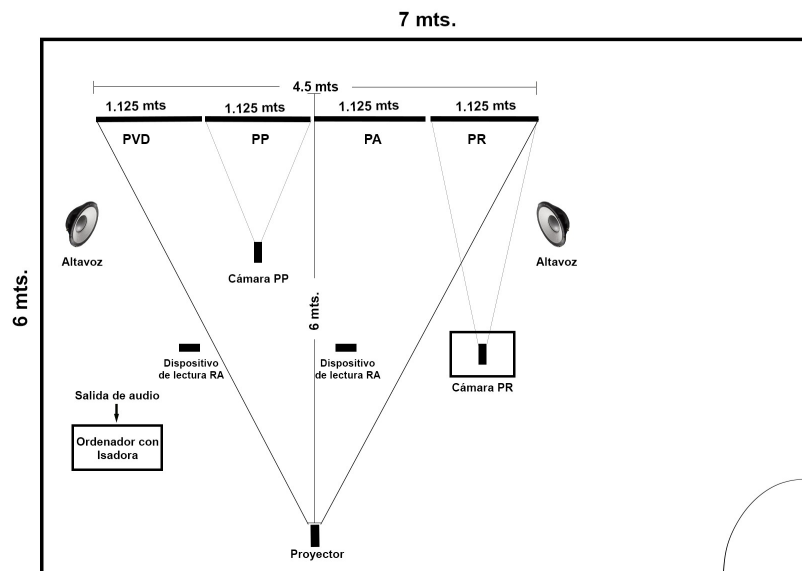 7 mts.
4.5 mts
1.125 mts
1.125 mts
1.125 mts
1.125 mts
PVD
PP
PA
PR
Altavoz
Altavoz
Cámara PP
6 mts.
6 mts.
Dispositivo
de lectura RA
Dispositivo
de lectura RA
Cámara PR
Salida de audio
Ordenador con
Isadora
Proyector